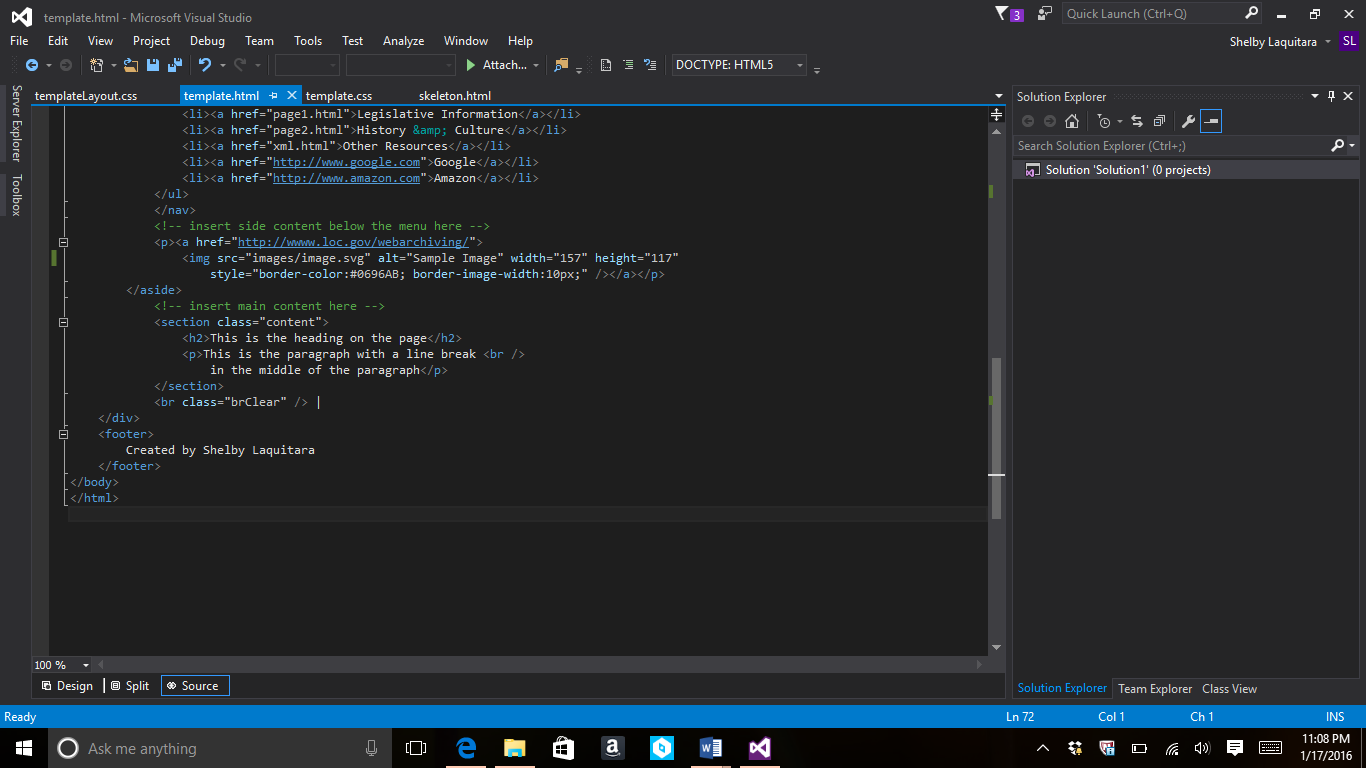 template.html - Microsoft Visual Studio
3
Quick Launch (Ctrl+Q)
File Edit View Project Debug Team Tools Test Analyze Window Help
Shelby Laquitara SL
Attach...
DOCTYPE: HTML5
Server Explorer
Toolbox
templateLayout.css template.html template.css skeleton.html
<li><a href="page1.html">Legislative Information</a></li>
<li><a href="page2.html">History &amp; Culture</a></li>
<li><a href="xml.html">Other Resources</a></li>
<li><a href="http://www.google.com">Google</a></li>
<li><a href="http://www.amazon.com">Amazon</a></li>
</ul>
</nav>
<!-- insert side content below the menu here -->
<p><a href="http://wwww.loc.gov/webarchiving/">
<img src="images/image.svg" alt="Sample Image" width="157" height="117"
style="border-color:#0696AB; border-image-width:10px;" /></a></p>
</aside>
<!-- insert main content here -->
<section class="content">
<h2>This is the heading on the page</h2>
<p>This is the paragraph with a line break <br />
in the middle of the paragraph</p>
</section>
<br class="brClear" />
</div>
<footer>
Created by Shelby Laquitara
</footer>
</body>
</html>
100 %
Design Split Source
Solution Explorer
Search Solution Explorer (Ctrl+;)
Solution 'Solution1' (0 projects)
Solution Explorer Team Explorer Class View
Ready
Ln 72 Col 1 Ch 1 INS
Ask me anything
11:08 PM
1/17/2016